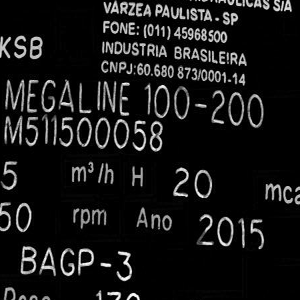 VARZEA PAULISTA - SP
FONE: (011) 45968500
KSB INDUSTRIA BRASILEIRA
CNPJ:60.680 873/0001-14
MEGALINE 100-200
M511500058
5 m³/h H 20 mca
50 rpm Ano 2015
BAGP-3